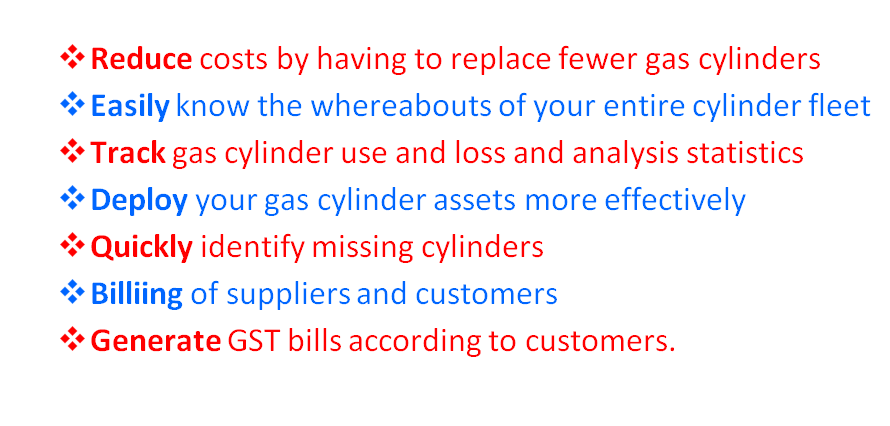 ❖Reduce costs by having to replace fewer gas cylinders
❖Easily know the whereabouts of your entire cylinder fleet
❖Track gas cylinder use and loss and analysis statistics
❖Deploy your gas cylinder assets more effectively
❖Quickly identify missing cylinders
❖Billiing of suppliers and customers
❖Generate GST bills according to customers.